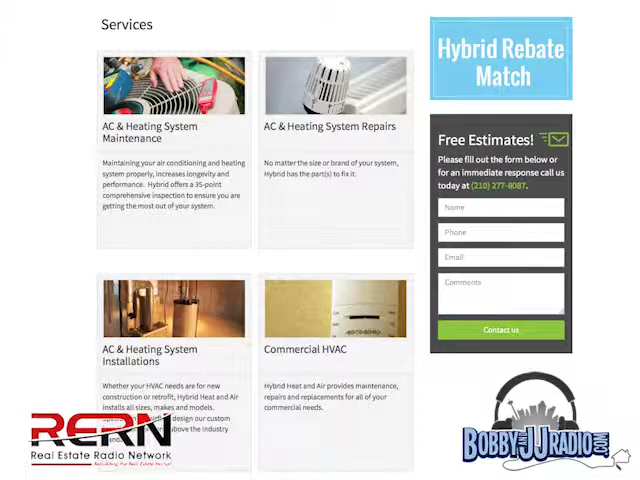 Services
AC & Heating System
Maintenance
Maintaining your air conditioning and heating
system properly, increases longevity and
performance. Hybrid offers a 35-point
comprehensive inspection to ensure you are
getting the most out of your system.
AC & Heating System Repairs
No matter the size or brand of your system,
Hybrid has the part(s) to fix it.
AC & Heating System
Installations
Whether your HVAC needs are for new
construction or retrofit, Hybrid Heat and Air
installs all sizes, makes and models.
design our custom
above the industry
Commercial HVAC
Hybrid Heat and Air provides maintenance,
repairs and replacements for all of your
commercial needs.
Hybrid Rebate
Match
Free Estimates!
Please fill out the form below or
for an immediate response call us
today at (210) 277-8087.
Name
Phone
Email
Comments
Contact us
RERN
Real Estate Radio Network
Rebuilding the Real Estate Market
BOBBY AND JJ RADIO.COM